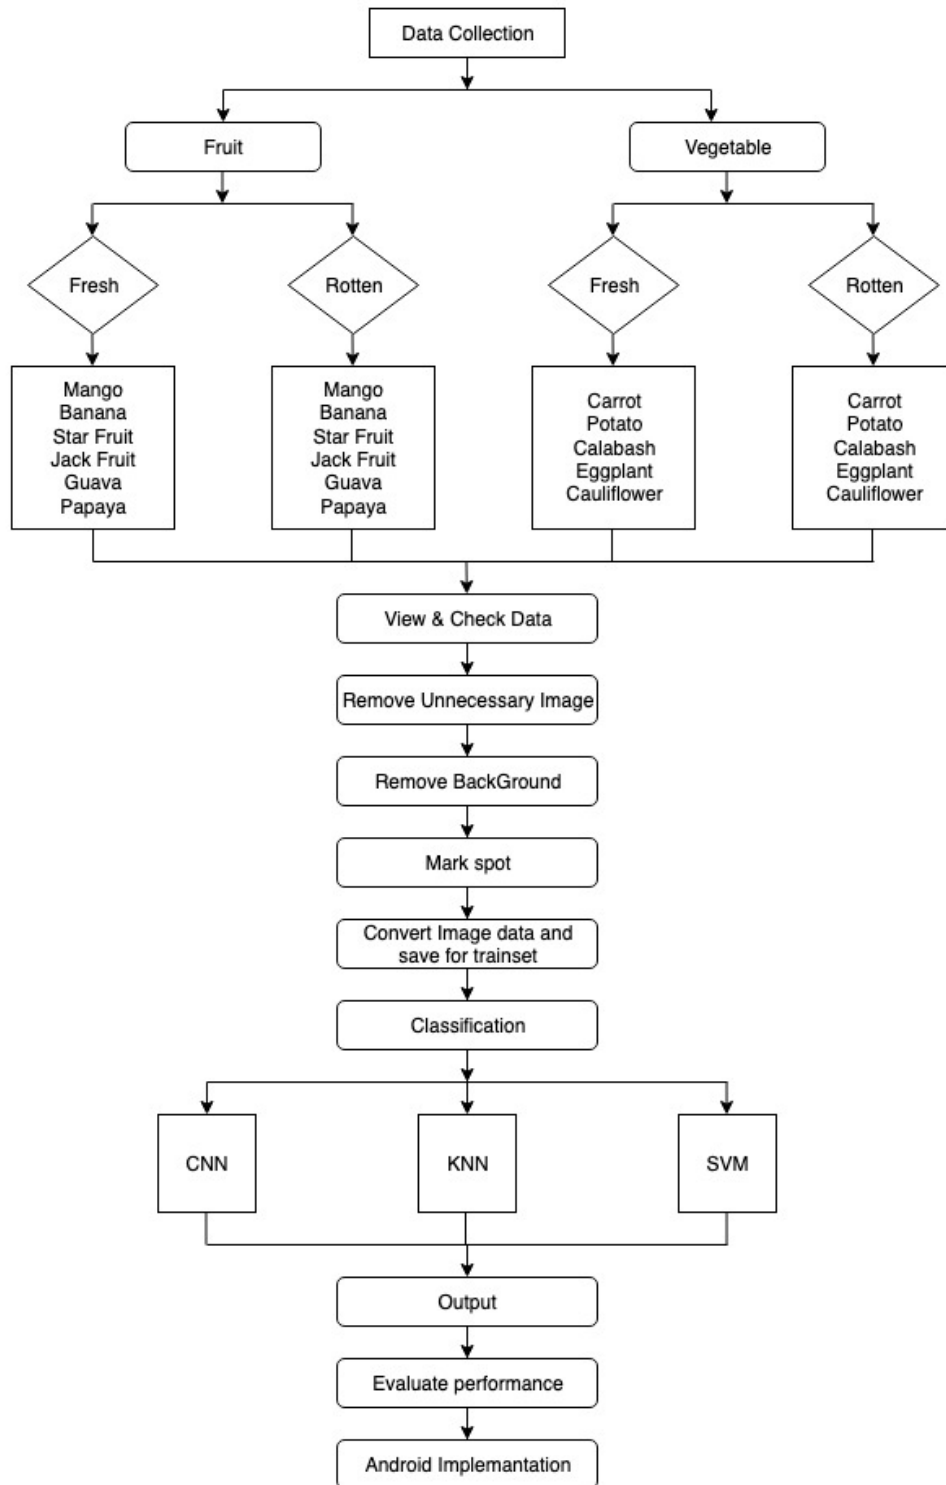 Data Collection
Fruit
Vegetable
Fresh
Rotten
Fresh
Rotten
Mango
Banana
Star Fruit
Jack Fruit
Guava
Papaya
Mango
Banana
Star Fruit
Jack Fruit
Guava
Papaya
Carrot
Potato
Calabash
Eggplant
Cauliflower
Carrot
Potato
Calabash
Eggplant
Cauliflower
View & Check Data
Remove Unnecessary Image
Remove BackGround
Mark spot
Convert Image data and
save for trainset
Classification
CNN
KNN
SVM
Output
Evaluate performance
Android Implemantation